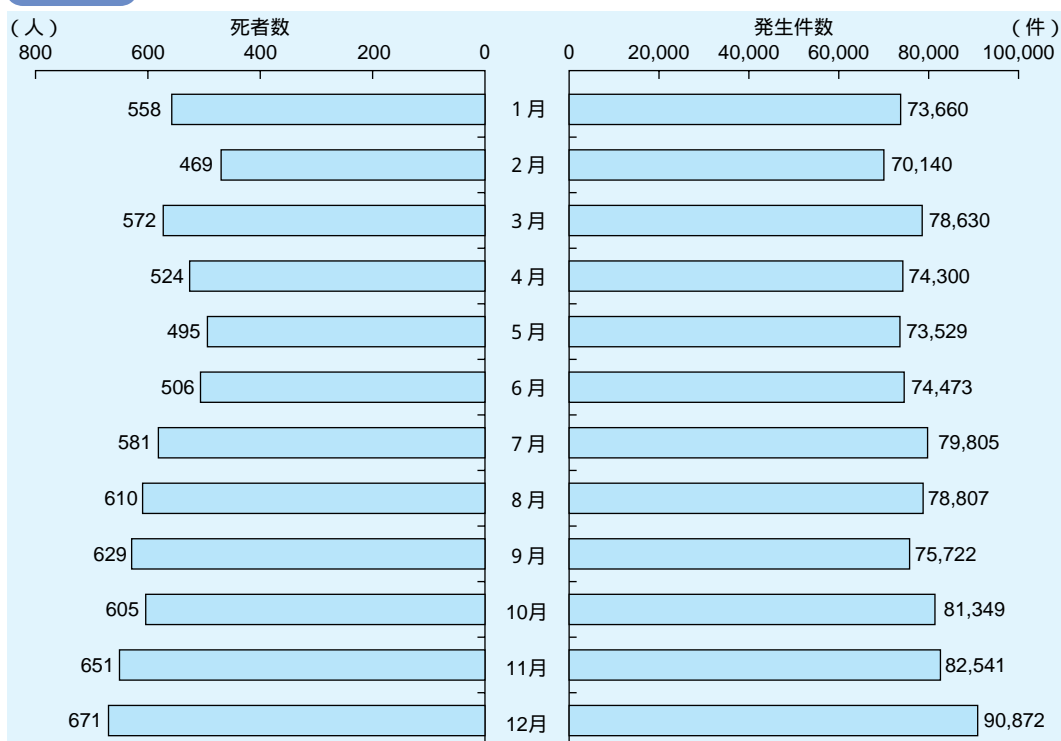 （人） 死者数 発生件数 （件）
800 600 400 200 0 0 20,000 40,000 60,000 80,000 100,000
558 1月 73,660
469 2月 70,140
572 3月 78,630
524 4月 74,300
495 5月 73,529
506 6月 74,473
581 7月 79,805
610 8月 78,807
629 9月 75,722
605 10月 81,349
651 11月 82,541
671 12月 90,872